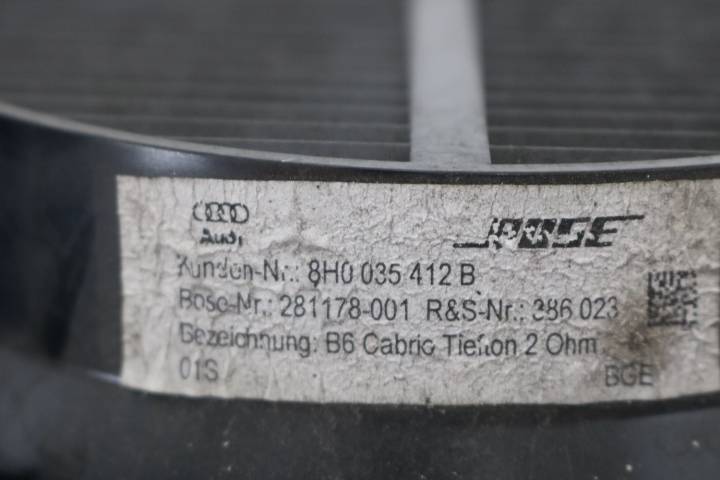 Audi BOSE
Kunden-Nr.: 8H0 035 412 B
Bose-Nr.: 281178-001 R&S-Nr.: 386 023
Bezeichnung: B6 Cabrio Tiefton 2 Ohm
01S BGE